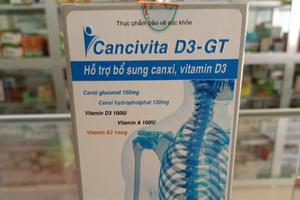 Thực phẩm bảo vệ sức khỏe
Cancivita D3-GT
Hỗ trợ bổ sung canxi, vitamin D3
Canxi gluconat 150mg
Canxi hydrophotphat 120mg
Vitamin D3 100IU
Vitamin A 100IU
Vitamin K2 1mcg